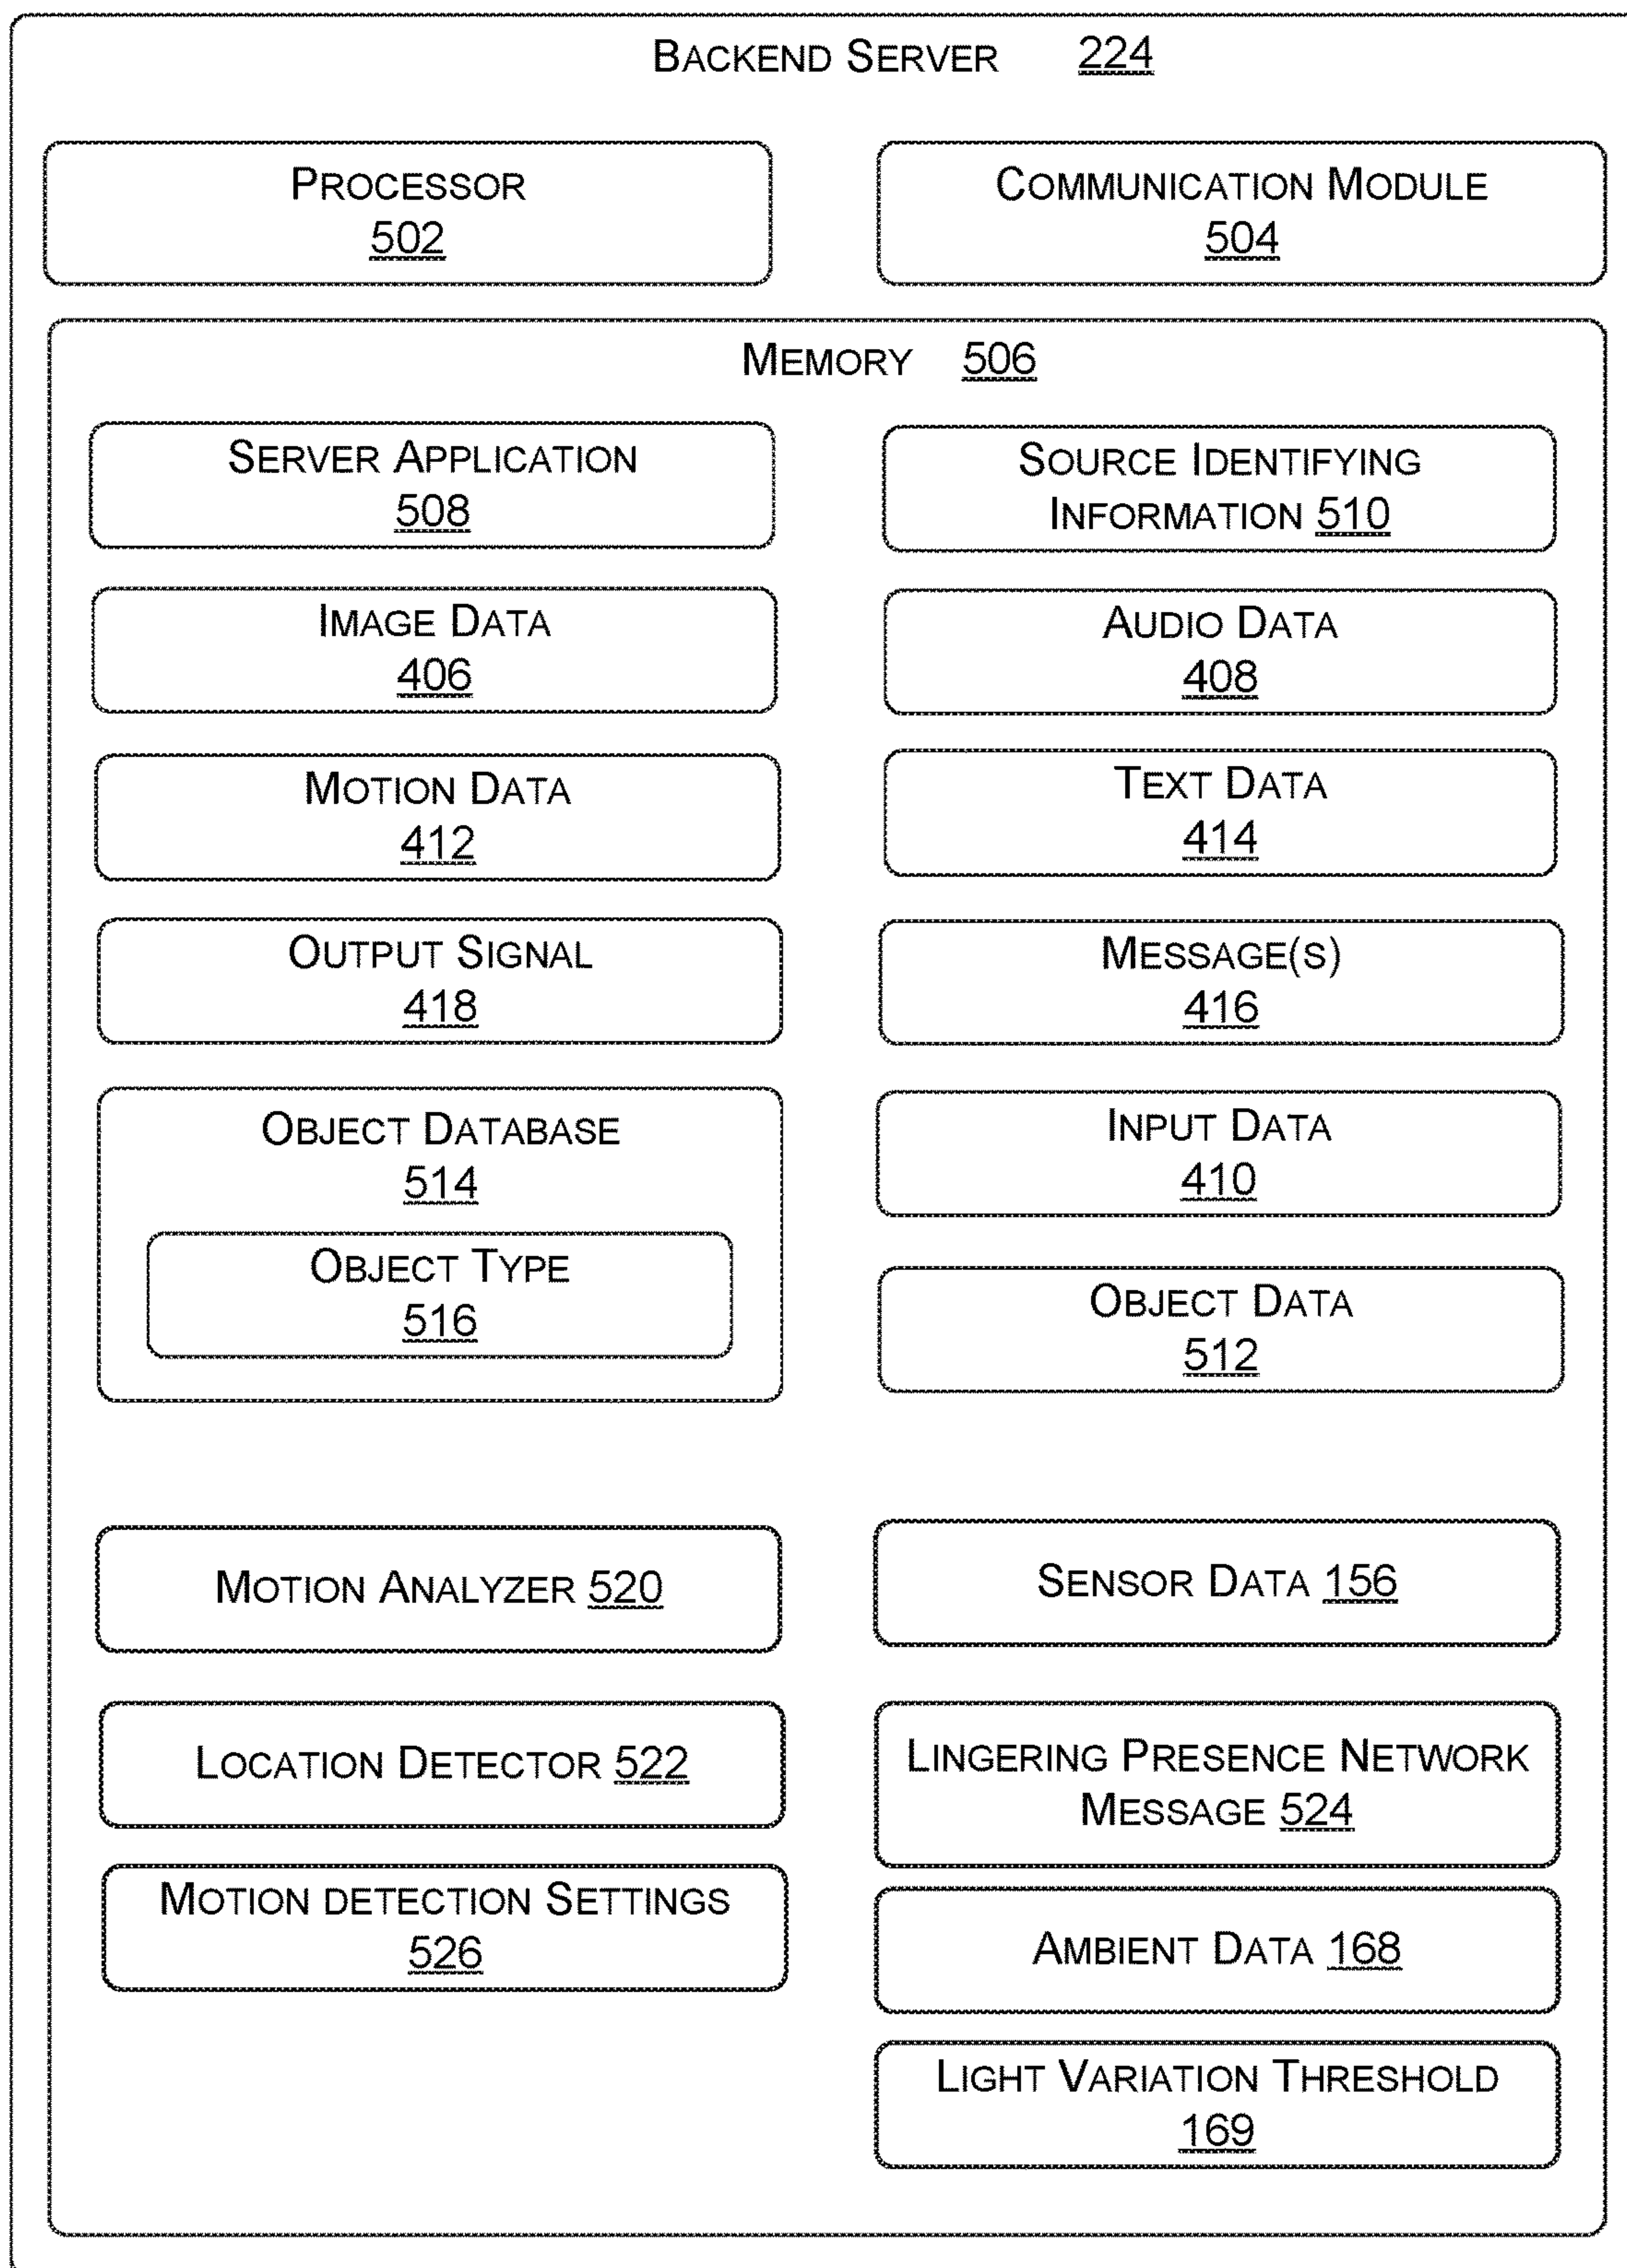 BACKEND SERVER 224
PROCESSOR
502
COMMUNICATION MODULE
504
MEMORY 506
SERVER APPLICATION
508
SOURCE IDENTIFYING
INFORMATION 510
IMAGE DATA
406
AUDIO DATA
408
MOTION DATA
412
TEXT DATA
414
OUTPUT SIGNAL
418
MESSAGE(S)
416
OBJECT DATABASE
514
OBJECT TYPE
516
INPUT DATA
410
OBJECT DATA
512
MOTION ANALYZER 520
SENSOR DATA 156
LOCATION DETECTOR 522
LINGERING PRESENCE NETWORK
MESSAGE 524
MOTION DETECTION SETTINGS
526
AMBIENT DATA 168
LIGHT VARIATION THRESHOLD
169